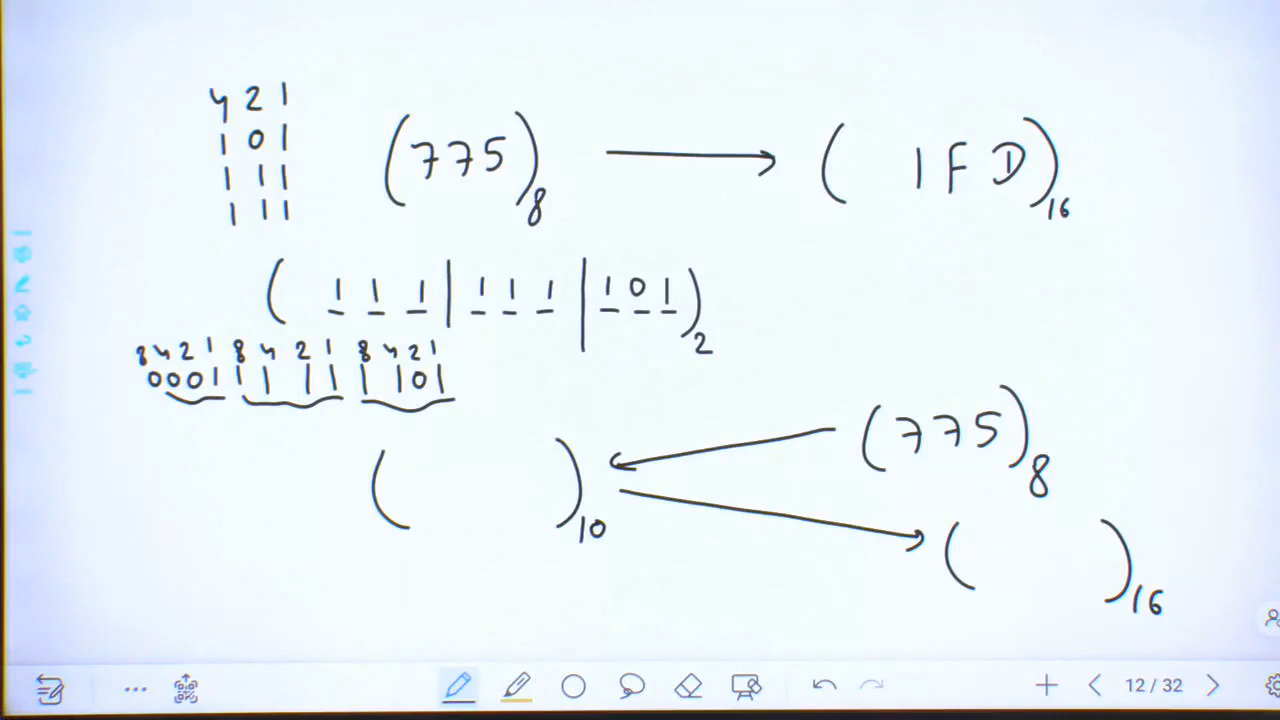 4 2 1
1 0 1
1 1 1
1 1 1
(775)8 → (1FD)16
(1 1 1 | 1 1 1 | 1 0 1)2
8 4 2 1 8 4 2 1 8 4 2 1
0 0 0 1 1 1 1 1 1 1 0 1
(775)8
( )10
( )16
12 / 32